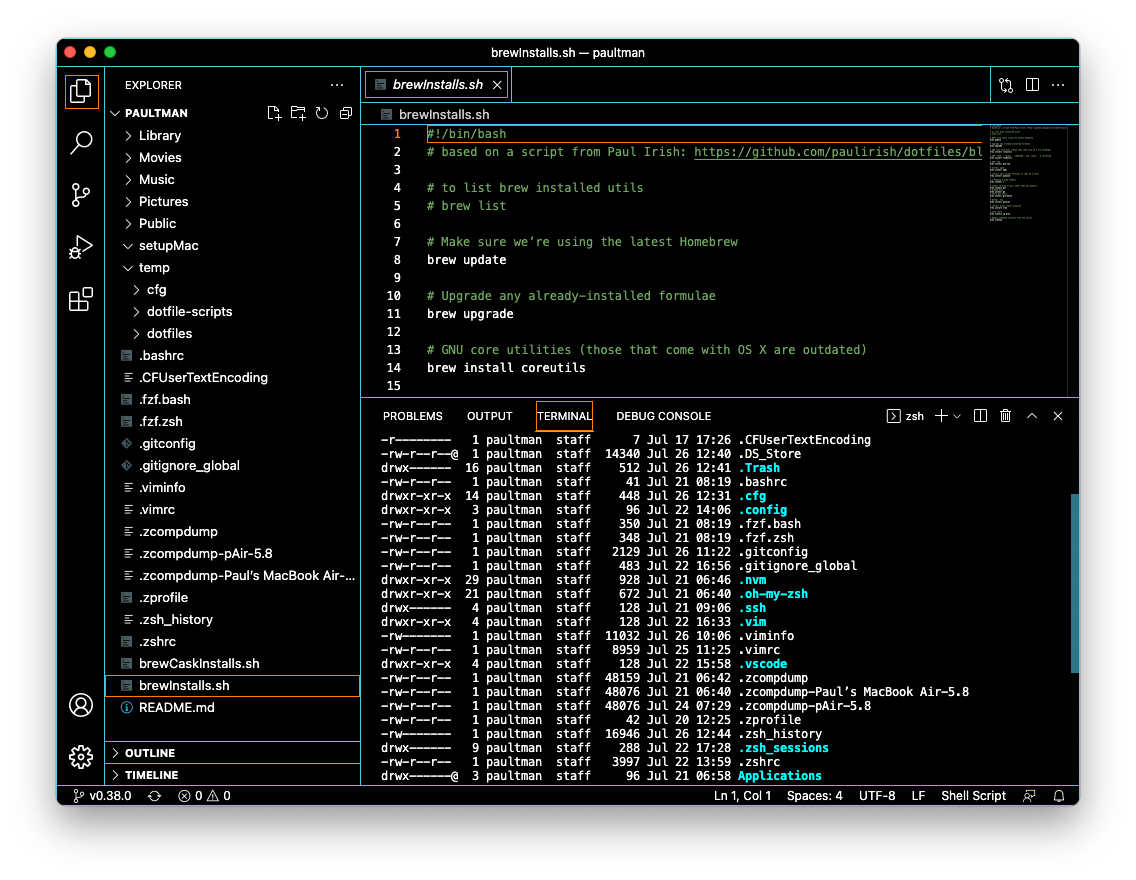 brewInstalls.sh — paultman
EXPLORER
PAULTMAN
Library
Movies
Music
Pictures
Public
setupMac
temp
cfg
dotfile-scripts
dotfiles
.bashrc
.CFUserTextEncoding
.fzf.bash
.fzf.zsh
.gitconfig
.gitignore_global
.viminfo
.vimrc
.zcompdump
.zcompdump-pAir-5.8
.zcompdump-Paul’s MacBook Air-...
.zprofile
.zsh_history
.zshrc
brewCaskInstalls.sh
brewInstalls.sh
README.md
OUTLINE
TIMELINE
brewInstalls.sh
brewInstalls.sh
1 #!/bin/bash
2 # based on a script from Paul Irish: https://github.com/paulirish/dotfiles/bl
3
4 # to list brew installed utils
5 # brew list
6
7 # Make sure we’re using the latest Homebrew
8 brew update
9
10 # Upgrade any already-installed formulae
11 brew upgrade
12
13 # GNU core utilities (those that come with OS X are outdated)
14 brew install coreutils
15
PROBLEMS OUTPUT TERMINAL DEBUG CONSOLE zsh
-r-------- 1 paultman staff 7 Jul 17 17:26 .CFUserTextEncoding
-rw-r--r--@ 1 paultman staff 14340 Jul 26 12:40 .DS_Store
drwx------ 16 paultman staff 512 Jul 26 12:41 .Trash
-rw-r--r-- 1 paultman staff 41 Jul 21 08:19 .bashrc
drwxr-xr-x 14 paultman staff 448 Jul 26 12:31 .cfg
drwxr-xr-x 3 paultman staff 96 Jul 22 14:06 .config
-rw-r--r-- 1 paultman staff 350 Jul 21 08:19 .fzf.bash
-rw-r--r-- 1 paultman staff 348 Jul 21 08:19 .fzf.zsh
-rw-r--r-- 1 paultman staff 2129 Jul 26 11:22 .gitconfig
-rw-r--r-- 1 paultman staff 483 Jul 22 16:56 .gitignore_global
drwxr-xr-x 29 paultman staff 928 Jul 21 06:46 .nvm
drwxr-xr-x 21 paultman staff 672 Jul 21 06:40 .oh-my-zsh
drwx------ 4 paultman staff 128 Jul 21 09:06 .ssh
drwxr-xr-x 4 paultman staff 128 Jul 22 16:33 .vim
-rw------- 1 paultman staff 11032 Jul 26 10:06 .viminfo
-rw-r--r-- 1 paultman staff 8959 Jul 25 11:25 .vimrc
drwxr-xr-x 4 paultman staff 128 Jul 22 15:58 .vscode
-rw-r--r-- 1 paultman staff 48159 Jul 21 06:42 .zcompdump
-rw-r--r-- 1 paultman staff 48076 Jul 21 06:40 .zcompdump-Paul’s MacBook Air-5.8
-rw-r--r-- 1 paultman staff 48076 Jul 24 07:29 .zcompdump-pAir-5.8
-rw-r--r-- 1 paultman staff 42 Jul 20 12:25 .zprofile
-rw------- 1 paultman staff 16946 Jul 26 12:44 .zsh_history
drwx------ 9 paultman staff 288 Jul 22 17:28 .zsh_sessions
-rw-r--r-- 1 paultman staff 3997 Jul 22 13:59 .zshrc
drwx------@ 3 paultman staff 96 Jul 21 06:58 Applications
v0.38.0 0 0 Ln 1, Col 1 Spaces: 4 UTF-8 LF Shell Script